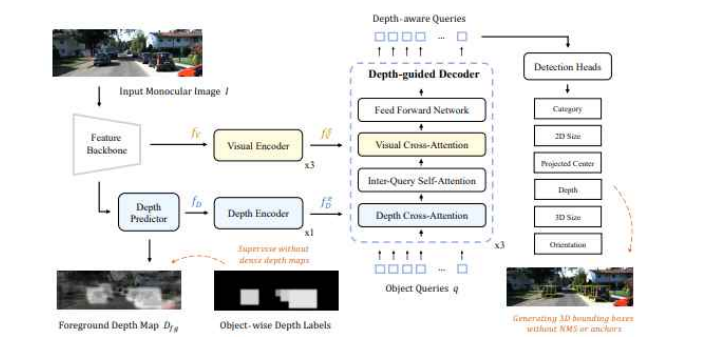 Depth-aware Queries
...
Depth-guided Decoder
Detection Heads
Input Monocular Image I
Feed Forward Network
Category
Feature
Backbone
f_V
Visual Encoder
x3
f_V^e
Visual Cross-Attention
2D Size
Projected Center
Inter-Query Self-Attention
Depth
Depth
Predictor
f_D
Depth Encoder
x1
f_D^e
Depth Cross-Attention
3D Size
Orientation
x3
Supervise without
dense depth maps
...
Object Queries q
Foreground Depth Map D_fg
Object-wise Depth Labels
Generating 3D bounding boxes
without NMS or anchors